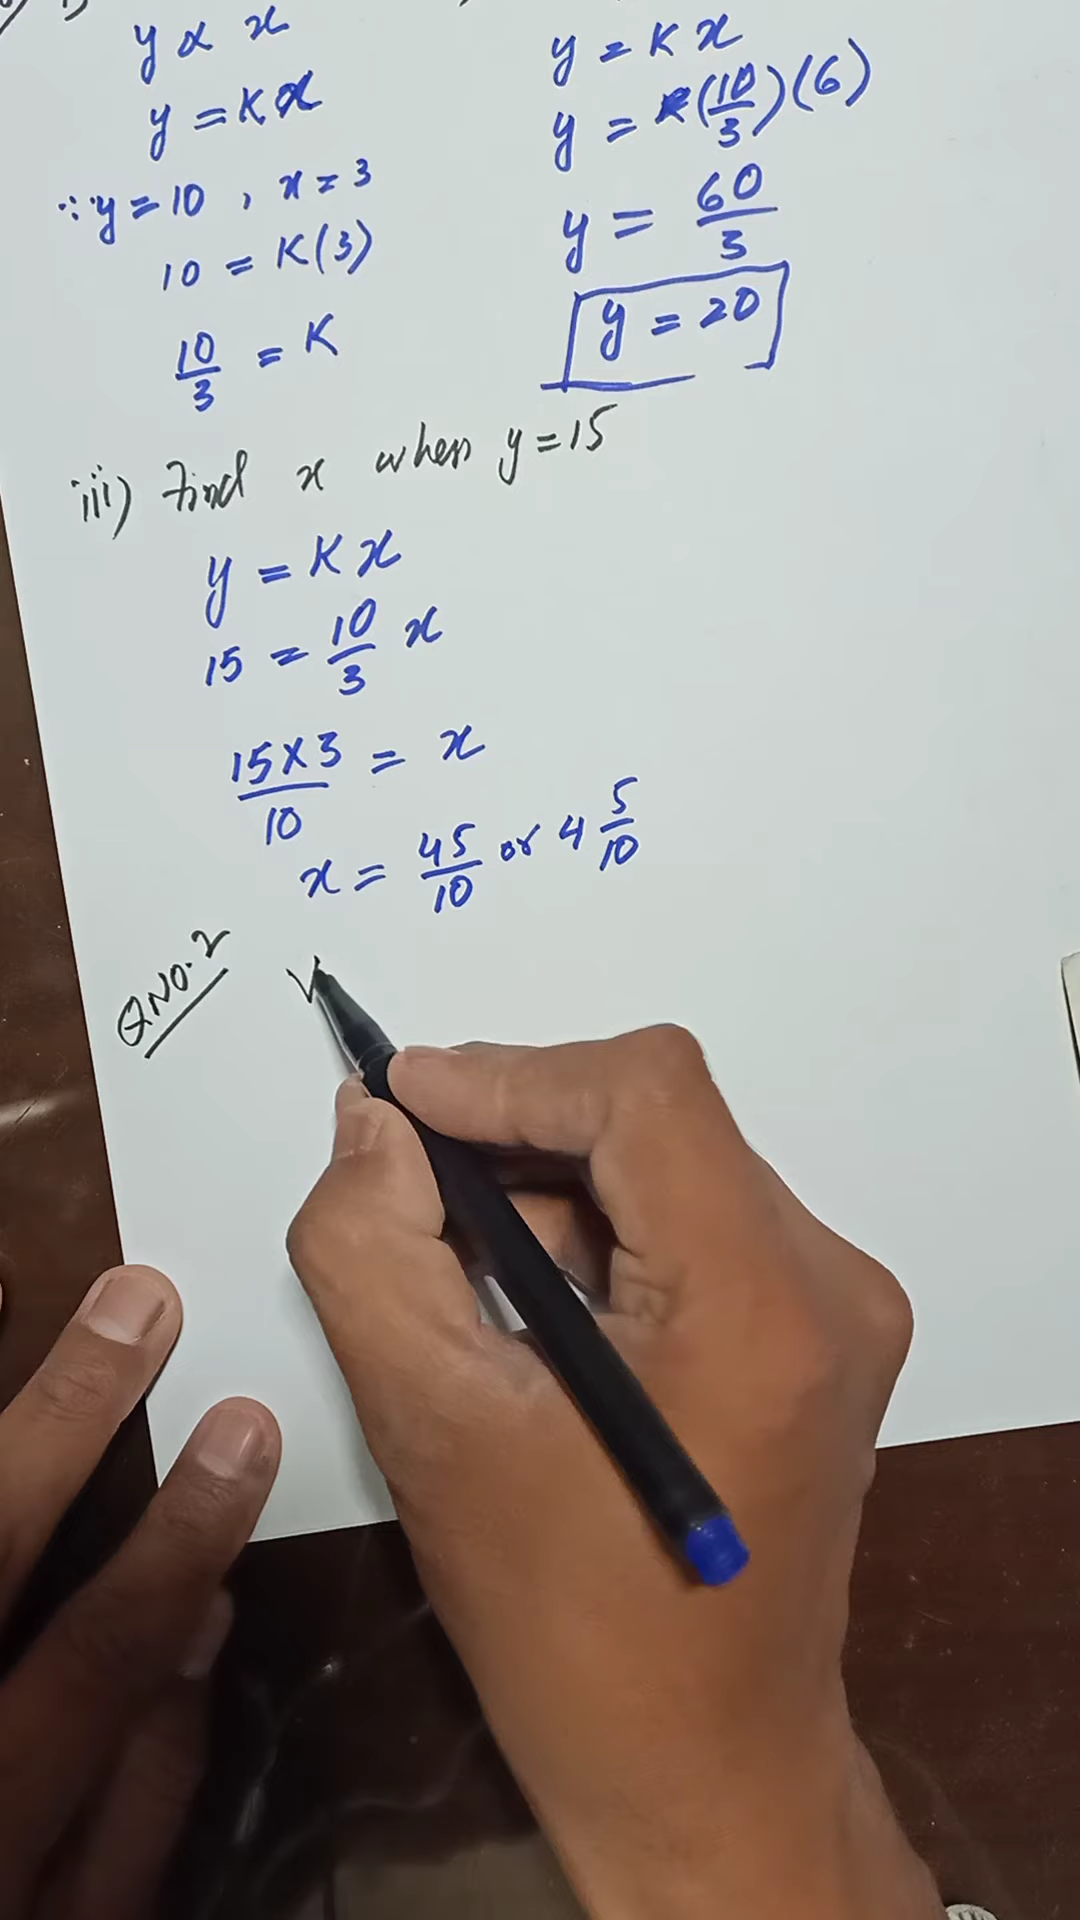 y ∝ x
y = Kx
∵ y = 10 , x = 3
10 = K(3)
10/3 = K
y = Kx
y = (10/3)(6)
y = 60/3
y = 20
iii) Find x when y=15
y = Kx
15 = 10/3 x
15×3/10 = x
x = 45/10 or 4 5/10
QNO.2 V